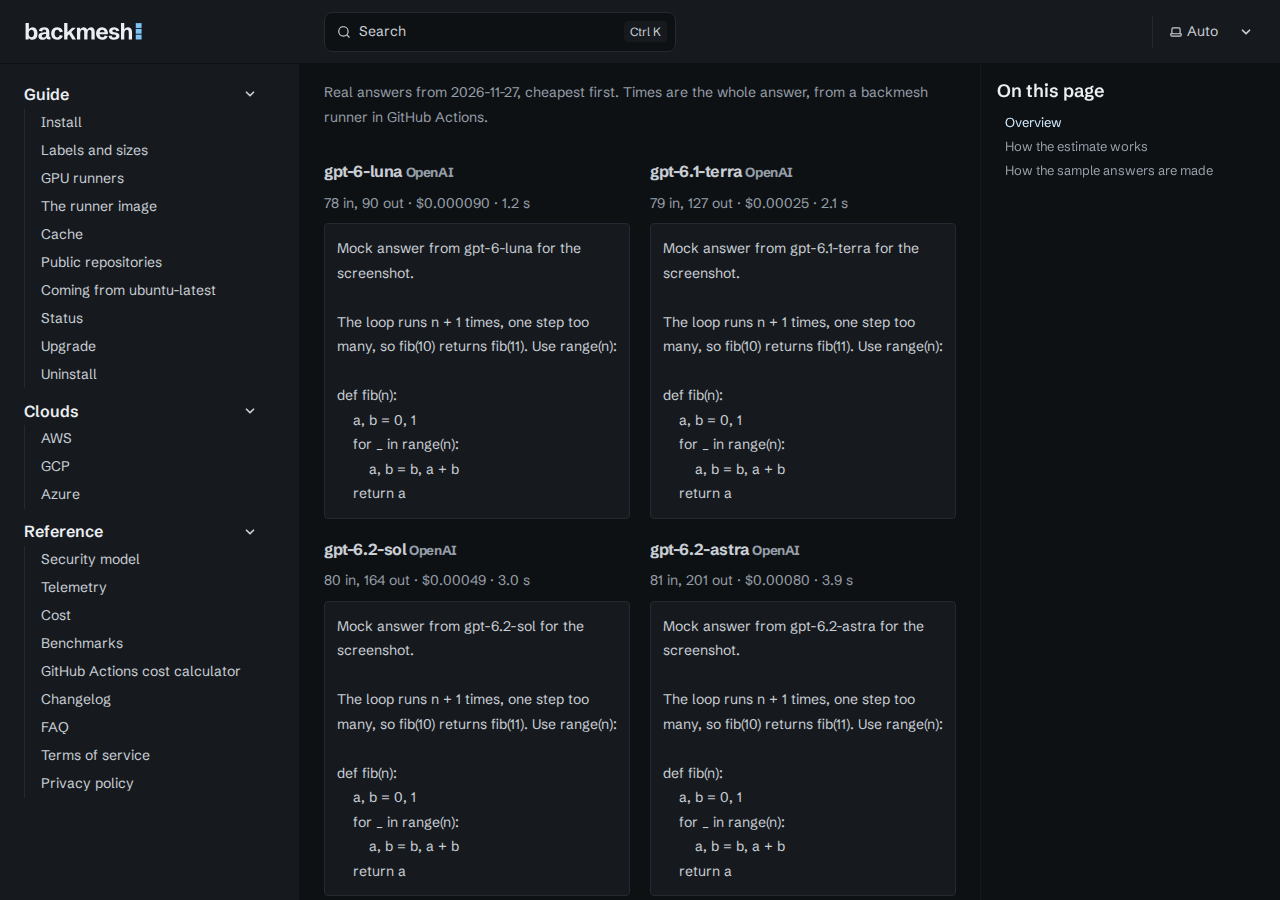 backmesh
Search
Ctrl K
Auto
Guide
Install
Labels and sizes
GPU runners
The runner image
Cache
Public repositories
Coming from ubuntu-latest
Status
Upgrade
Uninstall
Clouds
AWS
GCP
Azure
Reference
Security model
Telemetry
Cost
Benchmarks
GitHub Actions cost calculator
Changelog
FAQ
Terms of service
Privacy policy
Real answers from 2026-11-27, cheapest first. Times are the whole answer, from a backmesh
runner in GitHub Actions.
gpt-6-luna OpenAI
78 in, 90 out · $0.000090 · 1.2 s
Mock answer from gpt-6-luna for the
screenshot.
The loop runs n + 1 times, one step too
many, so fib(10) returns fib(11). Use range(n):
def fib(n):
    a, b = 0, 1
    for _ in range(n):
        a, b = b, a + b
    return a
gpt-6.1-terra OpenAI
79 in, 127 out · $0.00025 · 2.1 s
Mock answer from gpt-6.1-terra for the
screenshot.
The loop runs n + 1 times, one step too
many, so fib(10) returns fib(11). Use range(n):
def fib(n):
    a, b = 0, 1
    for _ in range(n):
        a, b = b, a + b
    return a
gpt-6.2-sol OpenAI
80 in, 164 out · $0.00049 · 3.0 s
Mock answer from gpt-6.2-sol for the
screenshot.
The loop runs n + 1 times, one step too
many, so fib(10) returns fib(11). Use range(n):
def fib(n):
    a, b = 0, 1
    for _ in range(n):
        a, b = b, a + b
    return a
gpt-6.2-astra OpenAI
81 in, 201 out · $0.00080 · 3.9 s
Mock answer from gpt-6.2-astra for the
screenshot.
The loop runs n + 1 times, one step too
many, so fib(10) returns fib(11). Use range(n):
def fib(n):
    a, b = 0, 1
    for _ in range(n):
        a, b = b, a + b
    return a
On this page
Overview
How the estimate works
How the sample answers are made